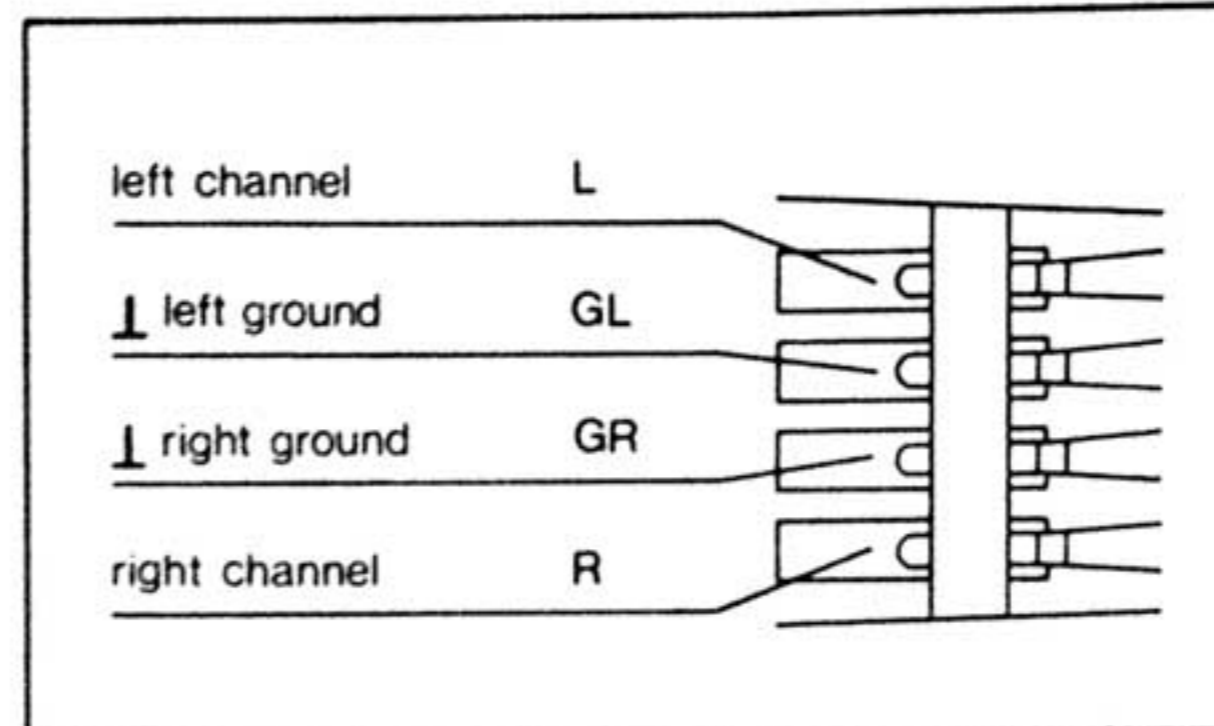 left channel L
⊥ left ground GL
⊥ right ground GR
right channel R